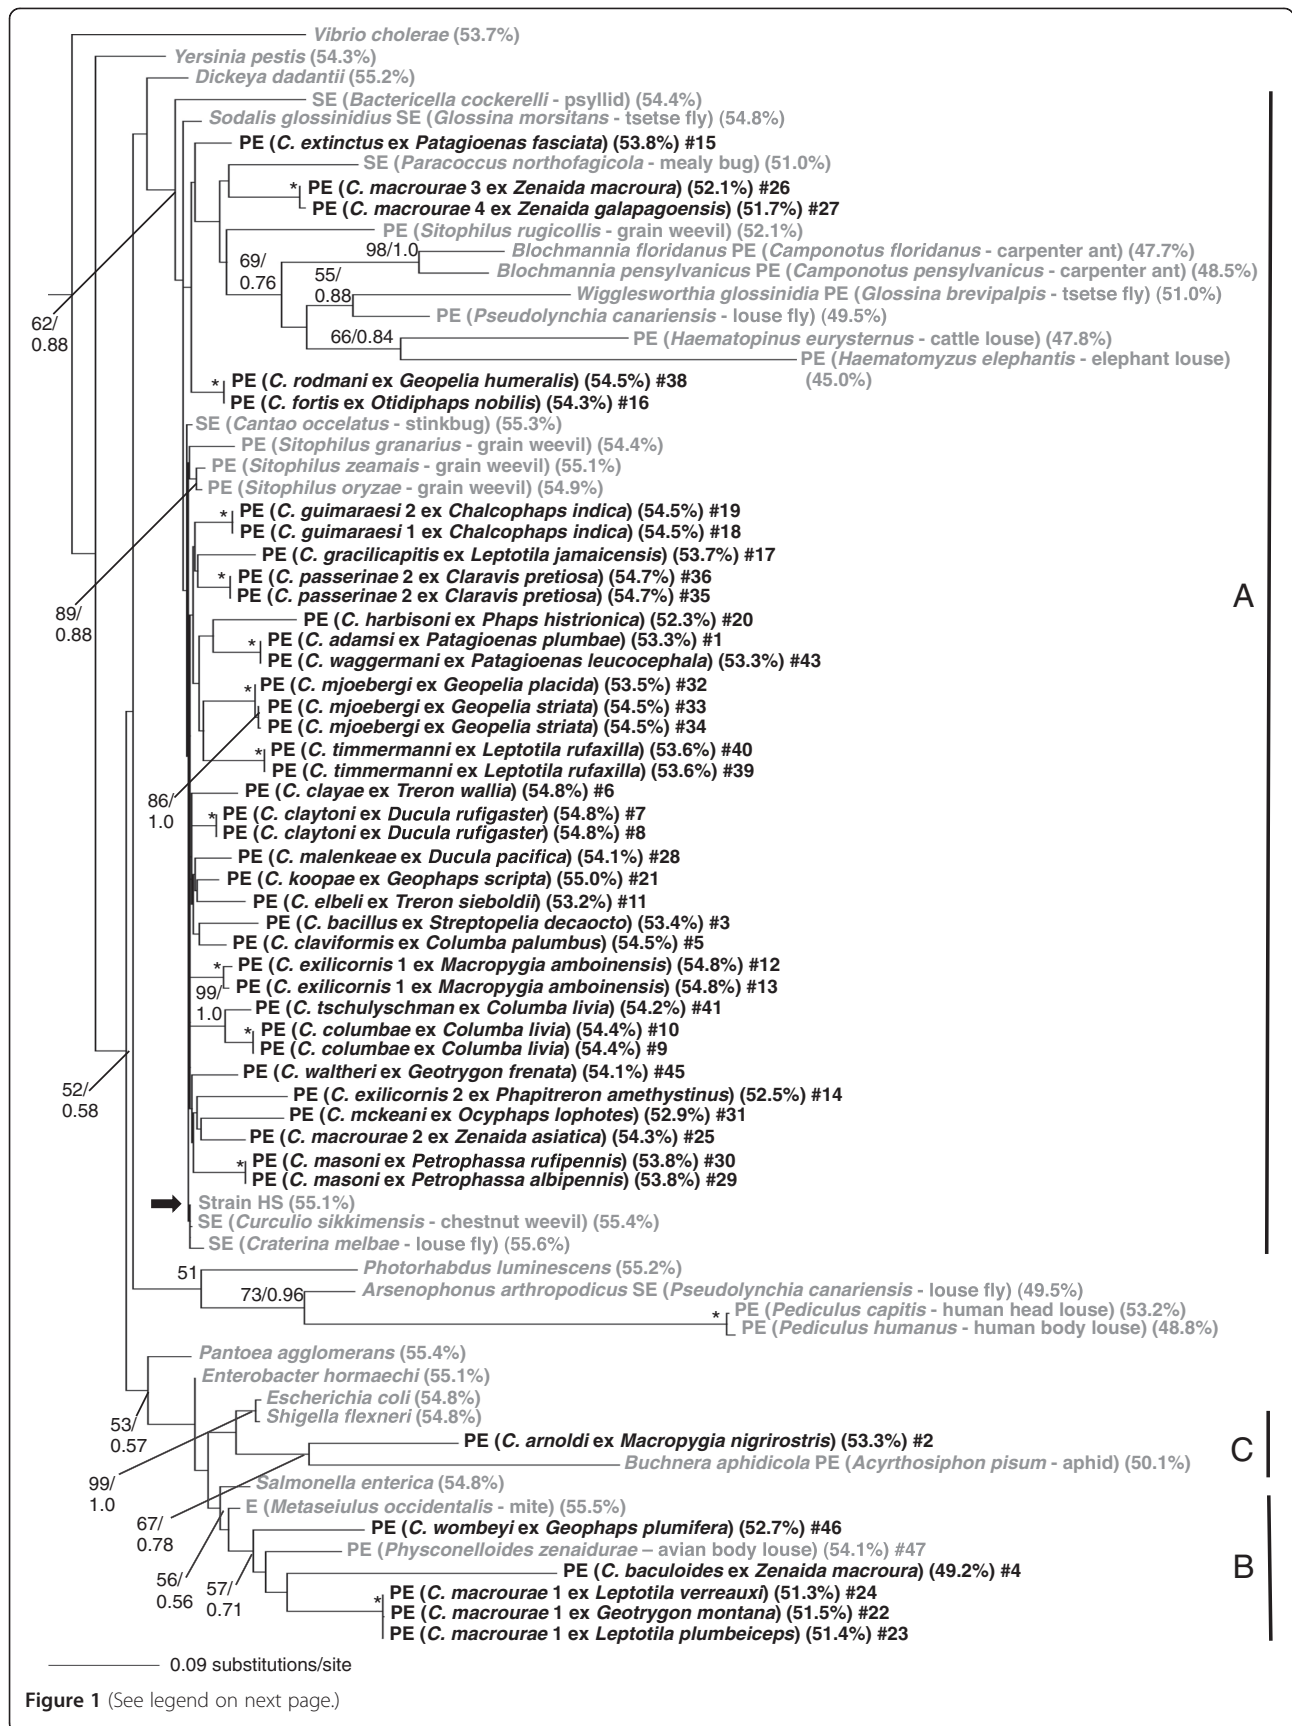 Vibrio cholerae (53.7%)
Yersinia pestis (54.3%)
Dickeya dadantii (55.2%)
SE (Bactericella cockerelli - psyllid) (54.4%)
Sodalis glossinidius SE (Glossina morsitans - tsetse fly) (54.8%)
PE (C. extinctus ex Patagioenas fasciata) (53.8%) #15
SE (Paracoccus northofagicola - mealy bug) (51.0%)
* PE (C. macrourae 3 ex Zenaida macroura) (52.1%) #26
PE (C. macrourae 4 ex Zenaida galapagoensis) (51.7%) #27
PE (Sitophilus rugicollis - grain weevil) (52.1%)
98/1.0 Blochmannia floridanus PE (Camponotus floridanus - carpenter ant) (47.7%)
69/
0.76
Blochmannia pensylvanicus PE (Camponotus pensylvanicus - carpenter ant) (48.5%)
55/
0.88
Wigglesworthia glossinidia PE (Glossina brevipalpis - tsetse fly) (51.0%)
PE (Pseudolynchia canariensis - louse fly) (49.5%)
62/
0.88
66/0.84 PE (Haematopinus eurysternus - cattle louse) (47.8%)
PE (Haematomyzus elephantis - elephant louse)
(45.0%)
* PE (C. rodmani ex Geopelia humeralis) (54.5%) #38
PE (C. fortis ex Otidiphaps nobilis) (54.3%) #16
SE (Cantao occelatus - stinkbug) (55.3%)
PE (Sitophilus granarius - grain weevil) (54.4%)
PE (Sitophilus zeamais - grain weevil) (55.1%)
PE (Sitophilus oryzae - grain weevil) (54.9%)
* PE (C. guimaraesi 2 ex Chalcophaps indica) (54.5%) #19
PE (C. guimaraesi 1 ex Chalcophaps indica) (54.5%) #18
PE (C. gracilicapitis ex Leptotila jamaicensis) (53.7%) #17
* PE (C. passerinae 2 ex Claravis pretiosa) (54.7%) #36
PE (C. passerinae 2 ex Claravis pretiosa) (54.7%) #35
A
89/
0.88
PE (C. harbisoni ex Phaps histrionica) (52.3%) #20
* PE (C. adamsi ex Patagioenas plumbae) (53.3%) #1
PE (C. waggermani ex Patagioenas leucocephala) (53.3%) #43
* PE (C. mjoebergi ex Geopelia placida) (53.5%) #32
PE (C. mjoebergi ex Geopelia striata) (54.5%) #33
PE (C. mjoebergi ex Geopelia striata) (54.5%) #34
* PE (C. timmermanni ex Leptotila rufaxilla) (53.6%) #40
PE (C. timmermanni ex Leptotila rufaxilla) (53.6%) #39
PE (C. clayae ex Treron wallia) (54.8%) #6
86/
1.0
* PE (C. claytoni ex Ducula rufigaster) (54.8%) #7
PE (C. claytoni ex Ducula rufigaster) (54.8%) #8
PE (C. malenkeae ex Ducula pacifica) (54.1%) #28
PE (C. koopae ex Geophaps scripta) (55.0%) #21
PE (C. elbeli ex Treron sieboldii) (53.2%) #11
PE (C. bacillus ex Streptopelia decaocto) (53.4%) #3
PE (C. claviformis ex Columba palumbus) (54.5%) #5
* PE (C. exilicornis 1 ex Macropygia amboinensis) (54.8%) #12
PE (C. exilicornis 1 ex Macropygia amboinensis) (54.8%) #13
99/
1.0
PE (C. tschulyschman ex Columba livia) (54.2%) #41
* PE (C. columbae ex Columba livia) (54.4%) #10
PE (C. columbae ex Columba livia) (54.4%) #9
PE (C. waltheri ex Geotrygon frenata) (54.1%) #45
52/
0.58
PE (C. exilicornis 2 ex Phapitreron amethystinus) (52.5%) #14
PE (C. mckeani ex Ocyphaps lophotes) (52.9%) #31
PE (C. macrourae 2 ex Zenaida asiatica) (54.3%) #25
* PE (C. masoni ex Petrophassa rufipennis) (53.8%) #30
PE (C. masoni ex Petrophassa albipennis) (53.8%) #29
Strain HS (55.1%)
SE (Curculio sikkimensis - chestnut weevil) (55.4%)
SE (Craterina melbae - louse fly) (55.6%)
51 Photorhabdus luminescens (55.2%)
73/0.96 Arsenophonus arthropodicus SE (Pseudolynchia canariensis - louse fly) (49.5%)
* PE (Pediculus capitis - human head louse) (53.2%)
PE (Pediculus humanus - human body louse) (48.8%)
Pantoea agglomerans (55.4%)
Enterobacter hormaechi (55.1%)
Escherichia coli (54.8%)
Shigella flexneri (54.8%)
53/
0.57
PE (C. arnoldi ex Macropygia nigrirostris) (53.3%) #2
C
Buchnera aphidicola PE (Acyrthosiphon pisum - aphid) (50.1%)
99/
1.0
Salmonella enterica (54.8%)
E (Metaseiulus occidentalis - mite) (55.5%)
67/
0.78
PE (C. wombeyi ex Geophaps plumifera) (52.7%) #46
PE (Physconelloides zenaidurae – avian body louse) (54.1%) #47
B
PE (C. baculoides ex Zenaida macroura) (49.2%) #4
56/
0.56
57/
0.71
* PE (C. macrourae 1 ex Leptotila verreauxi) (51.3%) #24
PE (C. macrourae 1 ex Geotrygon montana) (51.5%) #22
PE (C. macrourae 1 ex Leptotila plumbeiceps) (51.4%) #23
0.09 substitutions/site
Figure 1 (See legend on next page.)